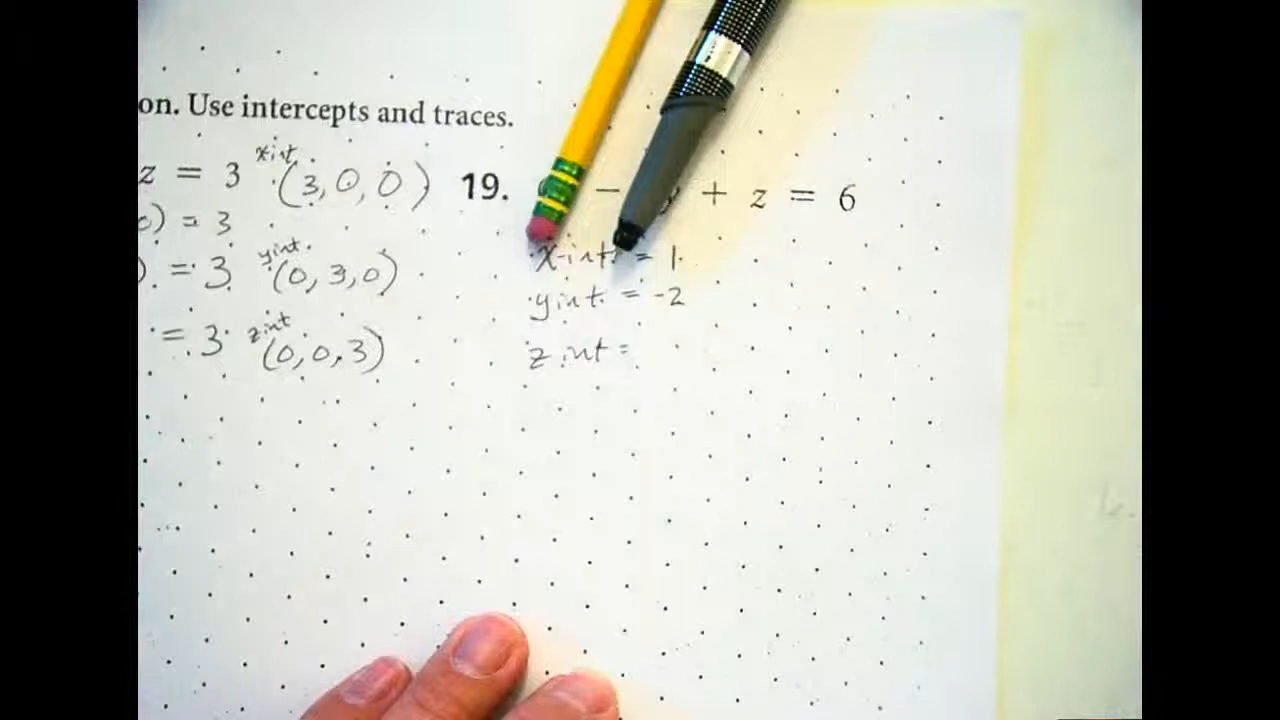 on. Use intercepts and traces.
z = 3 x int. (3, 0, 0)
0) = 3
) = 3 y int. (0, 3, 0)
= 3 z int (0, 0, 3)
19. − + z = 6
x int. = 1
y int. = -2
z int =